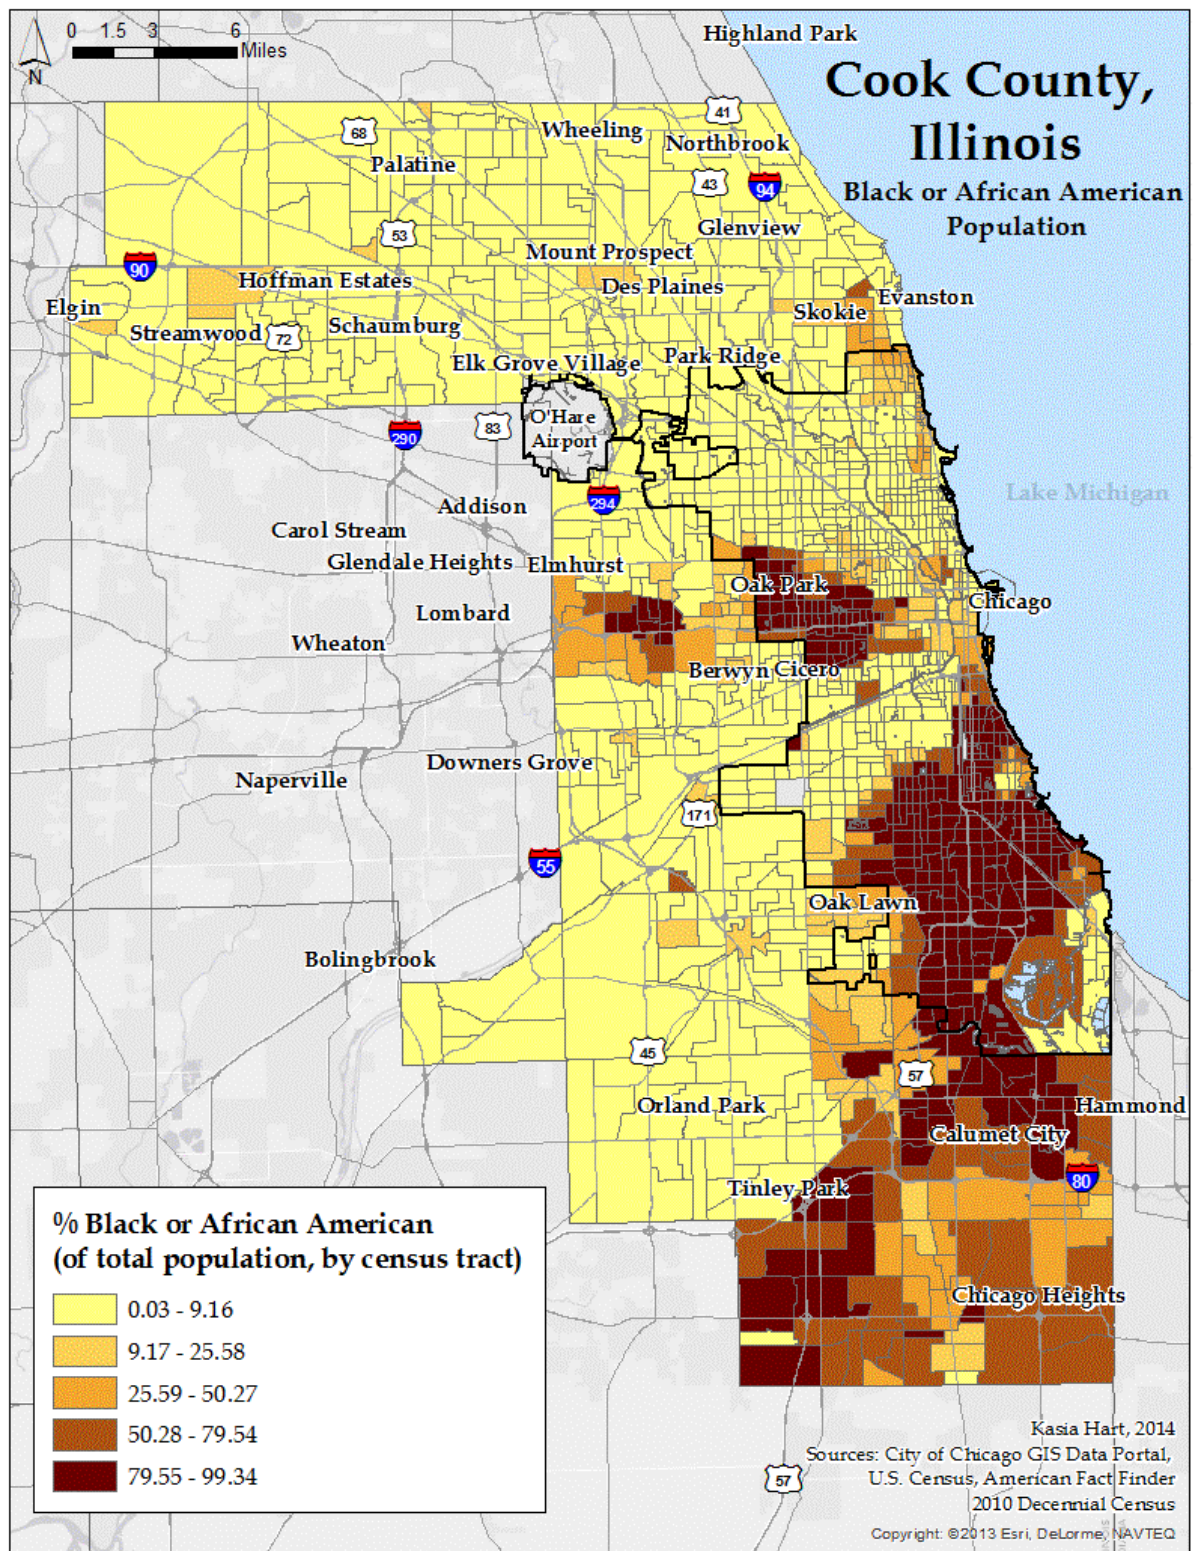 0 1.5 3 6
Miles
N
Highland Park
Cook County,
Illinois
Black or African American
Population
41
68
Wheeling
Northbrook
Palatine
43
94
53
Glenview
Mount Prospect
90
Hoffman Estates
Des Plaines
Elgin
Evanston
Skokie
Streamwood
72
Schaumburg
Elk Grove Village
Park Ridge
O'Hare
Airport
83
290
294
Lake Michigan
Addison
Carol Stream
Glendale Heights
Elmhurst
Oak Park
Chicago
Lombard
Wheaton
Berwyn
Cicero
Downers Grove
Naperville
171
55
Oak Lawn
Bolingbrook
45
57
Orland Park
Hammond
Calumet City
80
Tinley Park
Chicago Heights
% Black or African American
(of total population, by census tract)
0.03 - 9.16
9.17 - 25.58
25.59 - 50.27
50.28 - 79.54
79.55 - 99.34
57
Kasia Hart, 2014
Sources: City of Chicago GIS Data Portal,
U.S. Census, American Fact Finder
2010 Decennial Census
Copyright: ©2013 Esri, DeLorme, NAVTEQ